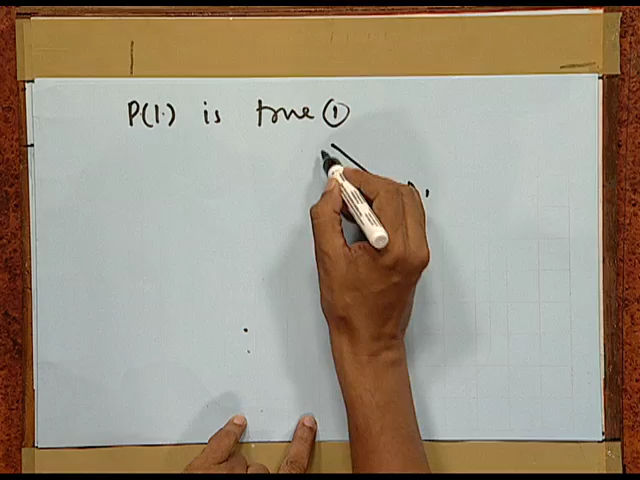 P(1) is true ①